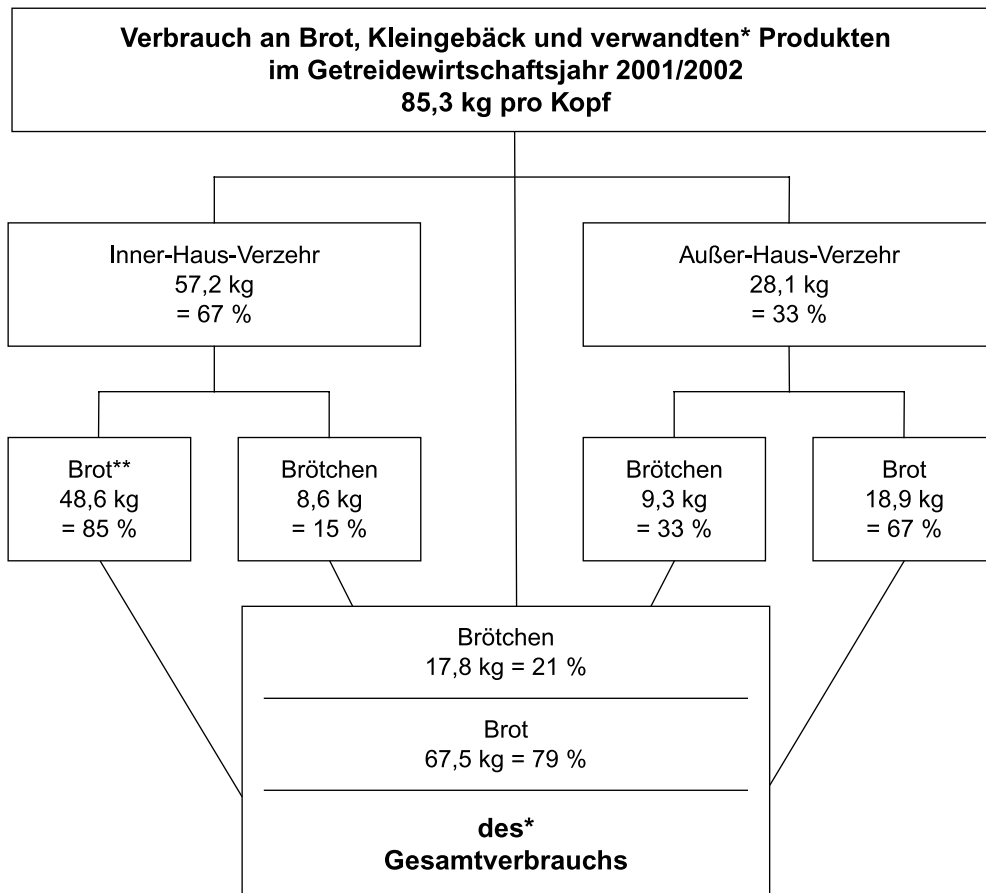 Verbrauch an Brot, Kleingebäck und verwandten* Produkten
im Getreidewirtschaftsjahr 2001/2002
85,3 kg pro Kopf
Inner-Haus-Verzehr
57,2 kg
= 67 %
Außer-Haus-Verzehr
28,1 kg
= 33 %
Brot**
48,6 kg
= 85 %
Brötchen
8,6 kg
= 15 %
Brötchen
9,3 kg
= 33 %
Brot
18,9 kg
= 67 %
Brötchen
17,8 kg = 21 %
Brot
67,5 kg = 79 %
des*
Gesamtverbrauchs